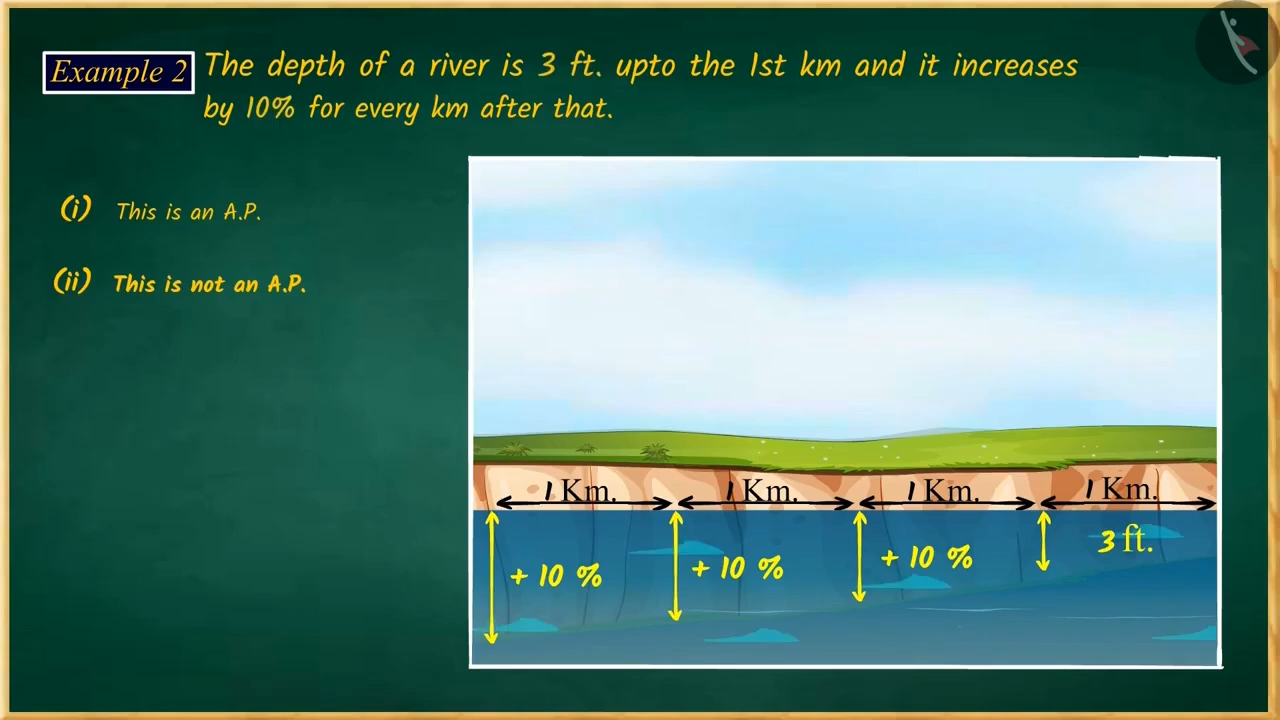 Example 2 The depth of a river is 3 ft. upto the 1st km and it increases
by 10% for every km after that.
(i) This is an A.P.
(ii) This is not an A.P.
1 Km. 1 Km. 1 Km. 1 Km.
+ 10 % + 10 % + 10 % 3 ft.